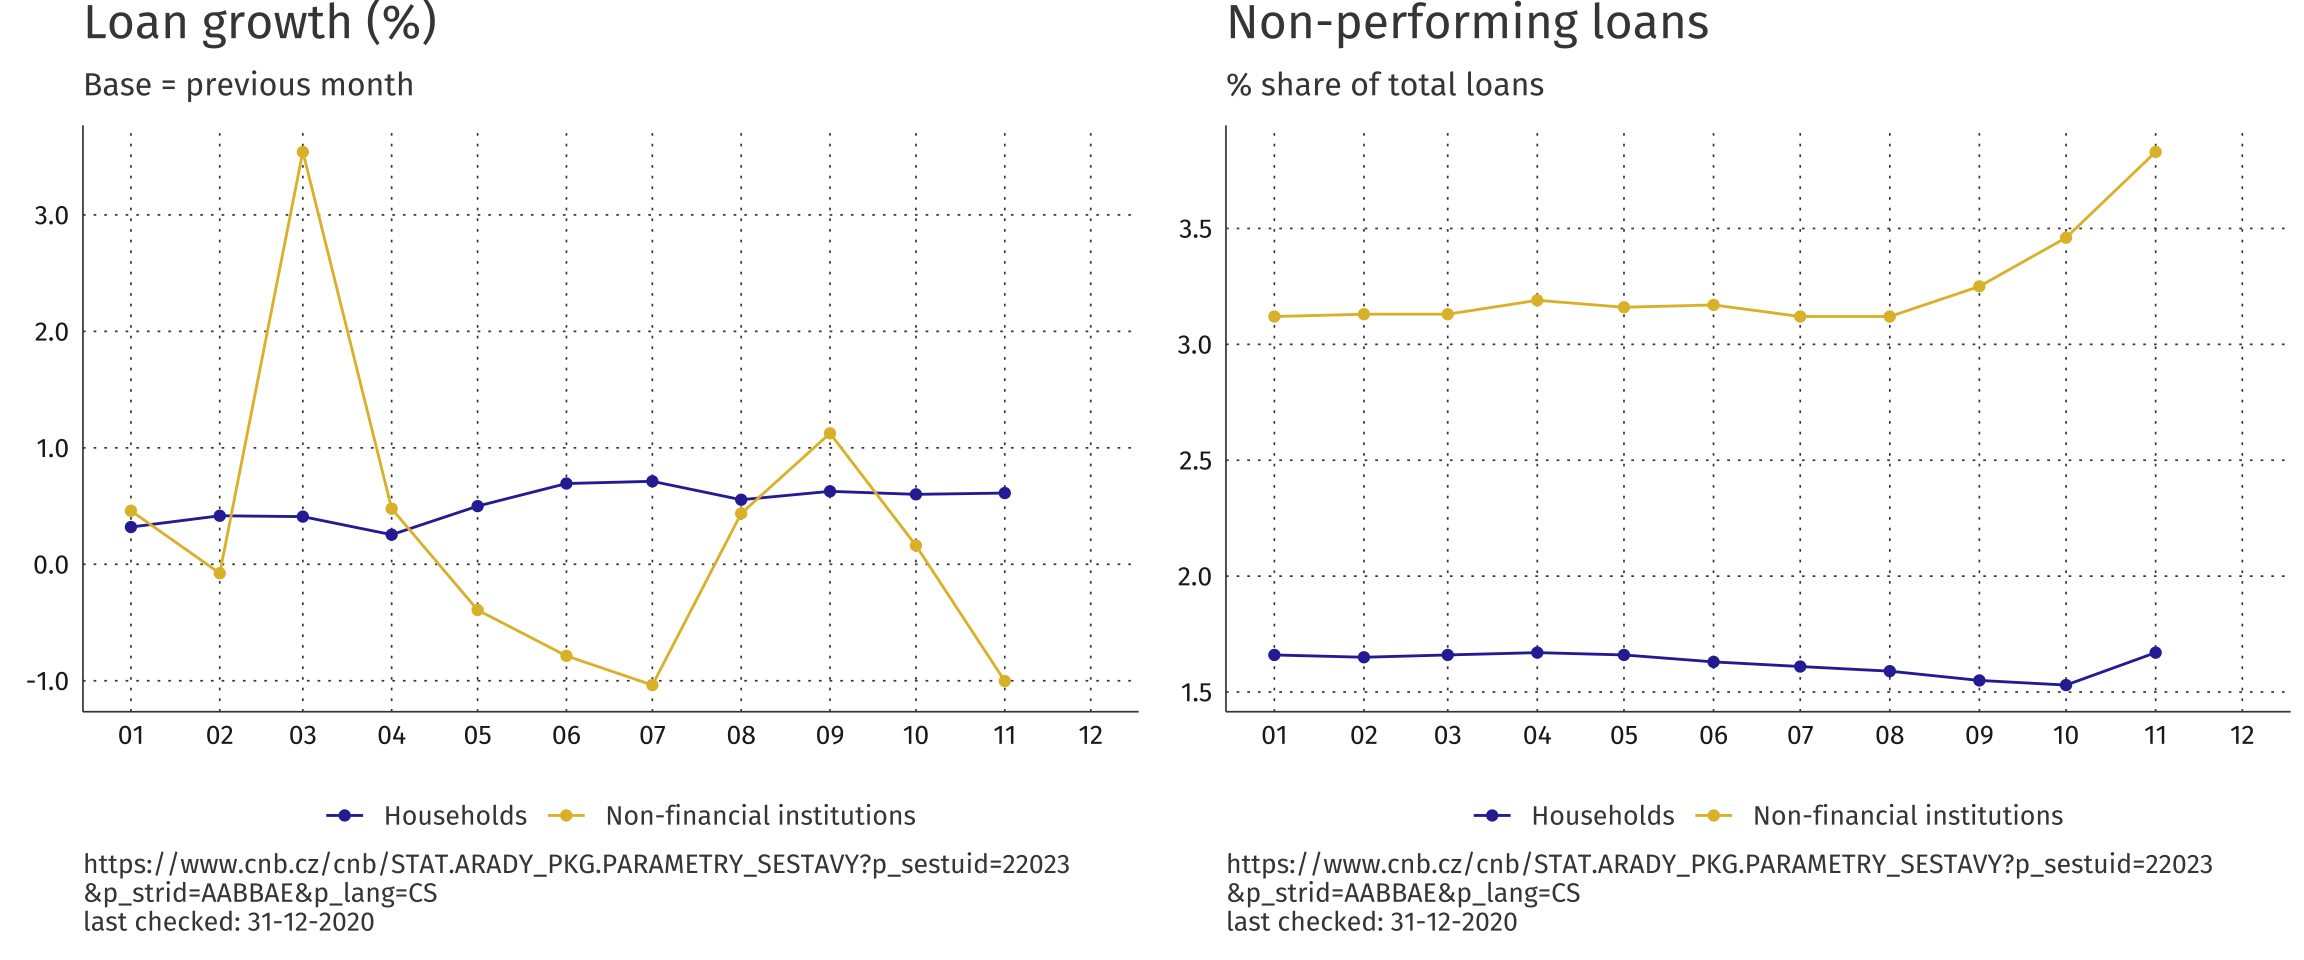 Loan growth (%)
Base = previous month
3.0
2.0
1.0
0.0
-1.0
01 02 03 04 05 06 07 08 09 10 11 12
Households Non-financial institutions
https://www.cnb.cz/cnb/STAT.ARADY_PKG.PARAMETRY_SESTAVY?p_sestuid=22023
&p_strid=AABBAE&p_lang=CS
last checked: 31-12-2020
Non-performing loans
% share of total loans
3.5
3.0
2.5
2.0
1.5
01 02 03 04 05 06 07 08 09 10 11 12
Households Non-financial institutions
https://www.cnb.cz/cnb/STAT.ARADY_PKG.PARAMETRY_SESTAVY?p_sestuid=22023
&p_strid=AABBAE&p_lang=CS
last checked: 31-12-2020